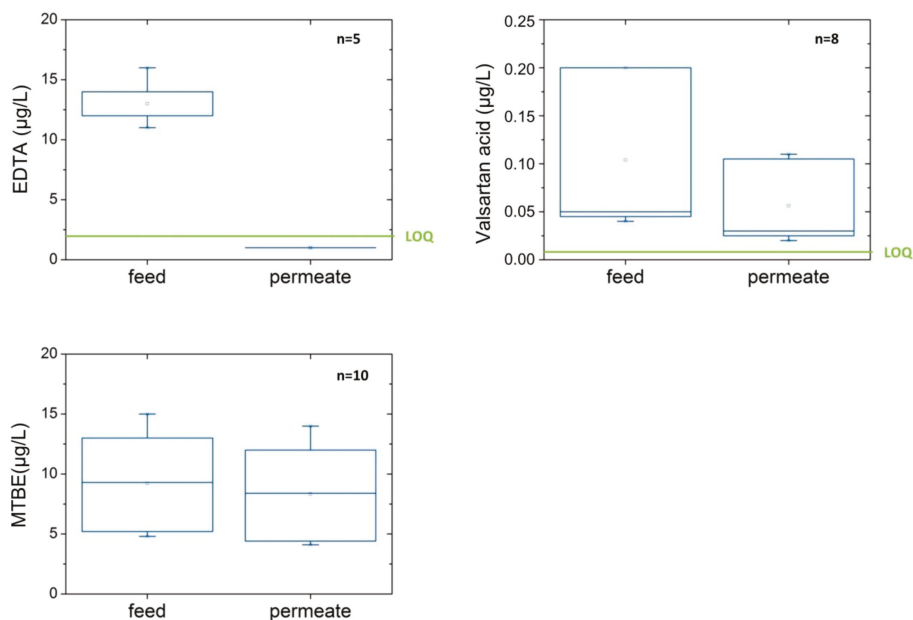 20
15
10
5
0
EDTA (µg/L)
n=5
LOQ
feed
permeate
0.25
0.20
0.15
0.10
0.05
0.00
Valsartan acid (µg/L)
n=8
LOQ
feed
permeate
20
15
10
5
0
MTBE(µg/L)
n=10
feed
permeate